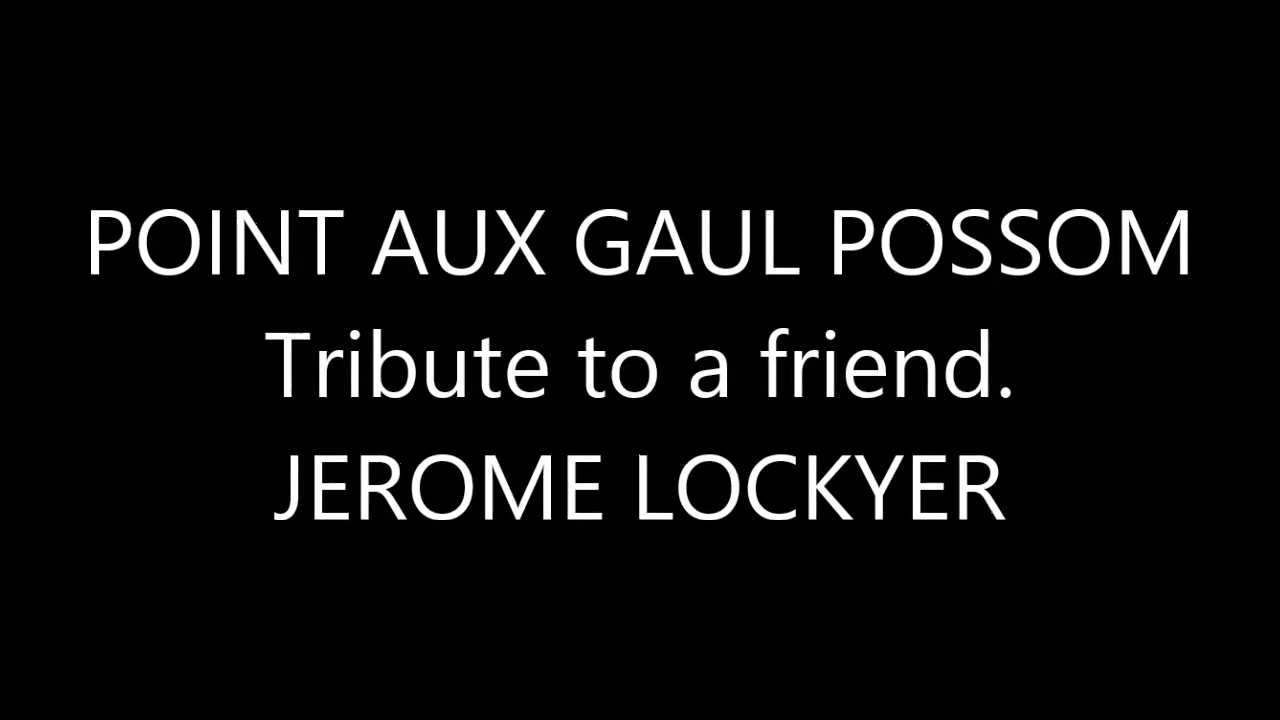 POINT AUX GAUL POSSOM
Tribute to a friend.
JEROME LOCKYER